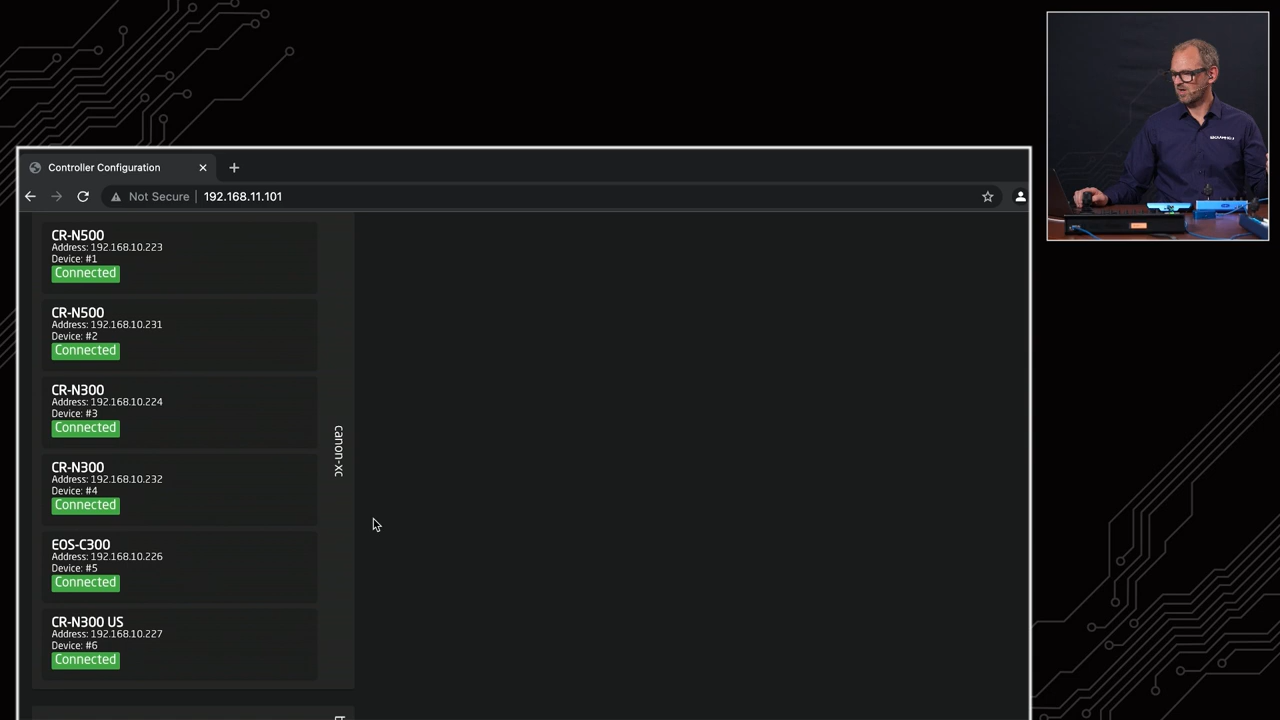 Controller Configuration
Not Secure
192.168.11.101
CR-N500
Address: 192.168.10.223
Device: #1
Connected
CR-N500
Address: 192.168.10.231
Device: #2
Connected
CR-N300
Address: 192.168.10.224
Device: #3
Connected
CR-N300
Address: 192.168.10.232
Device: #4
Connected
EOS-C300
Address: 192.168.10.226
Device: #5
Connected
CR-N300 US
Address: 192.168.10.227
Device: #6
Connected
canon-xc